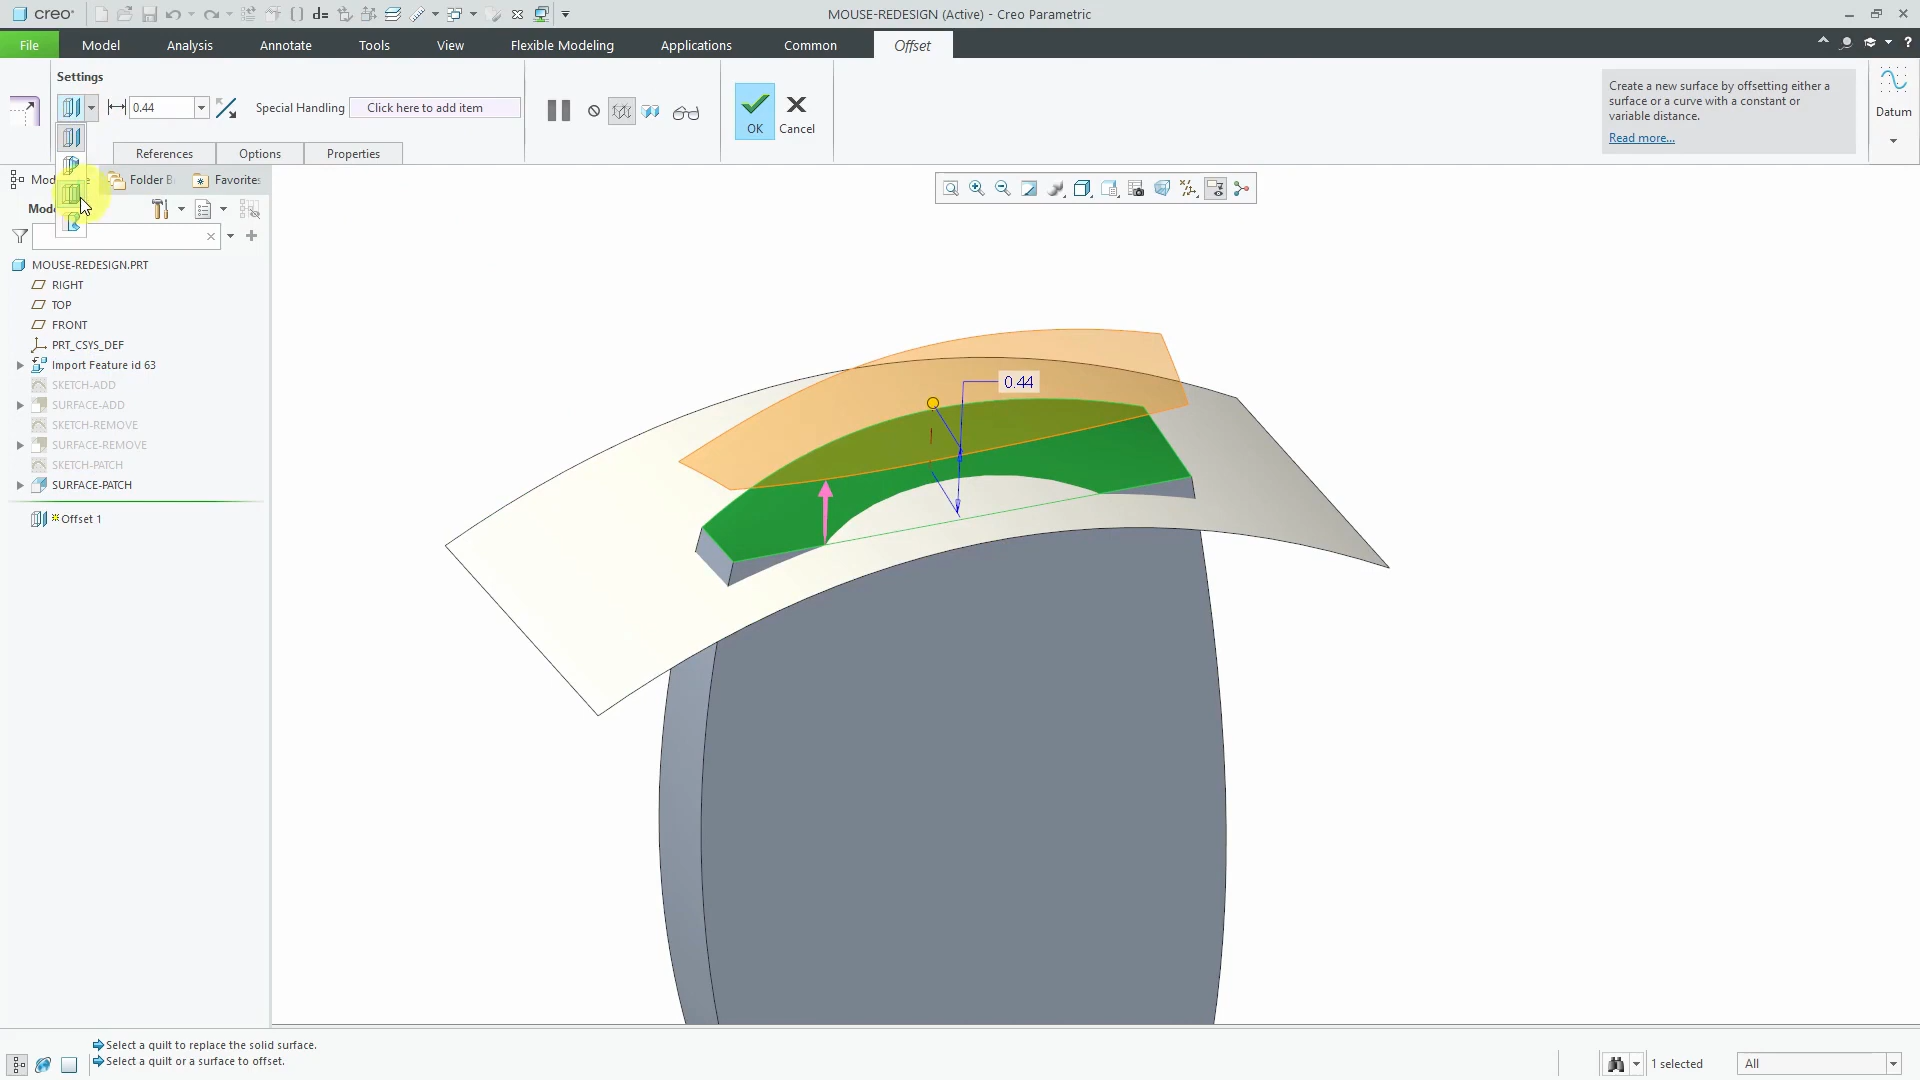 creo
MOUSE-REDESIGN (Active) - Creo Parametric
File
Model
Analysis
Annotate
Tools
View
Flexible Modeling
Applications
Common
Offset
Settings
0.44
Special Handling
Click here to add item
OK
Cancel
References
Options
Properties
Create a new surface by offsetting either a
surface or a curve with a constant or
variable distance.
Read more...
Datum
Favorites
MOUSE-REDESIGN.PRT
RIGHT
TOP
FRONT
PRT_CSYS_DEF
Import Feature id 63
SKETCH-ADD
SURFACE-ADD
SKETCH-REMOVE
SURFACE-REMOVE
SKETCH-PATCH
SURFACE-PATCH
Offset 1
0.44
Select a quilt to replace the solid surface.
Select a quilt or a surface to offset.
1 selected
All